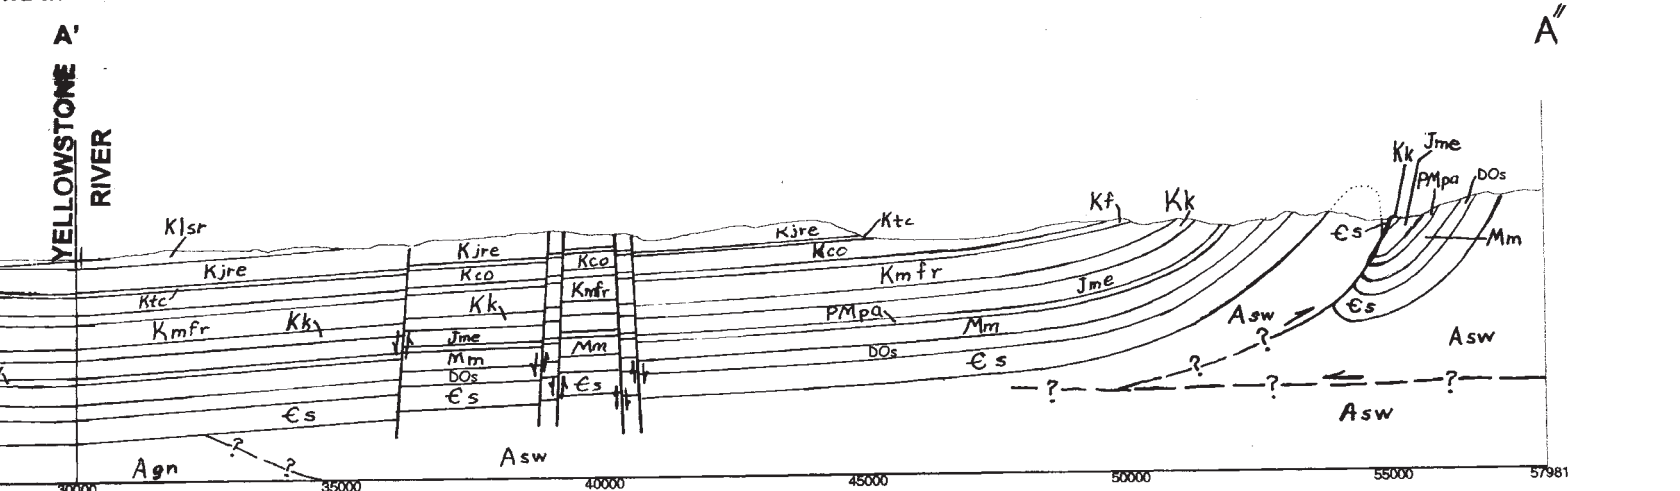 A'
A″
YELLOWSTONE
RIVER
Kk
Jme
PMpa
DOs
Єs
Mm
Klsr
Kf
Kk
Ktc
Kjre
Kjre
Kjre
Kco
Kco
Kco
Ktc
Kmfr
Kmfr
Kmfr
Kk
Kk
Jme
PMpa
Jme
Mm
Mm
Mm
DOs
DOs
Єs
Єs
Єs
Єs
Єs
Asw
?
?
?
?
?
Asw
Asw
?
?
Agn
Asw
30000
35000
40000
45000
50000
55000
57981